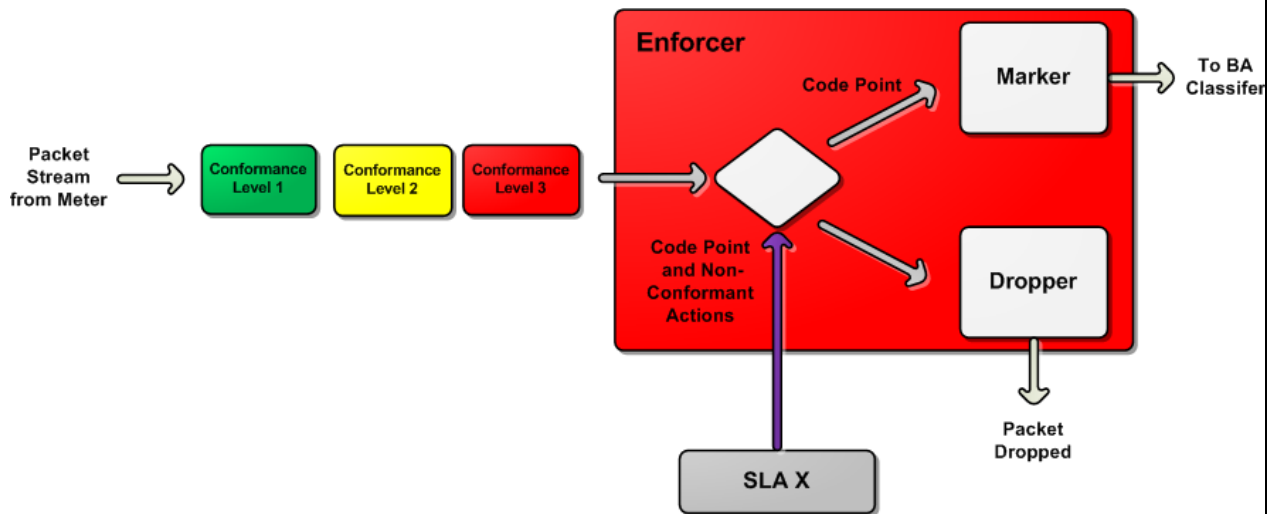 Enforcer
Marker
To BA
Classifer
Code Point
Packet
Stream
from Meter
Conformance
Level 1
Conformance
Level 2
Conformance
Level 3
Code Point
and Non-
Conformant
Actions
Dropper
Packet
Dropped
SLA X